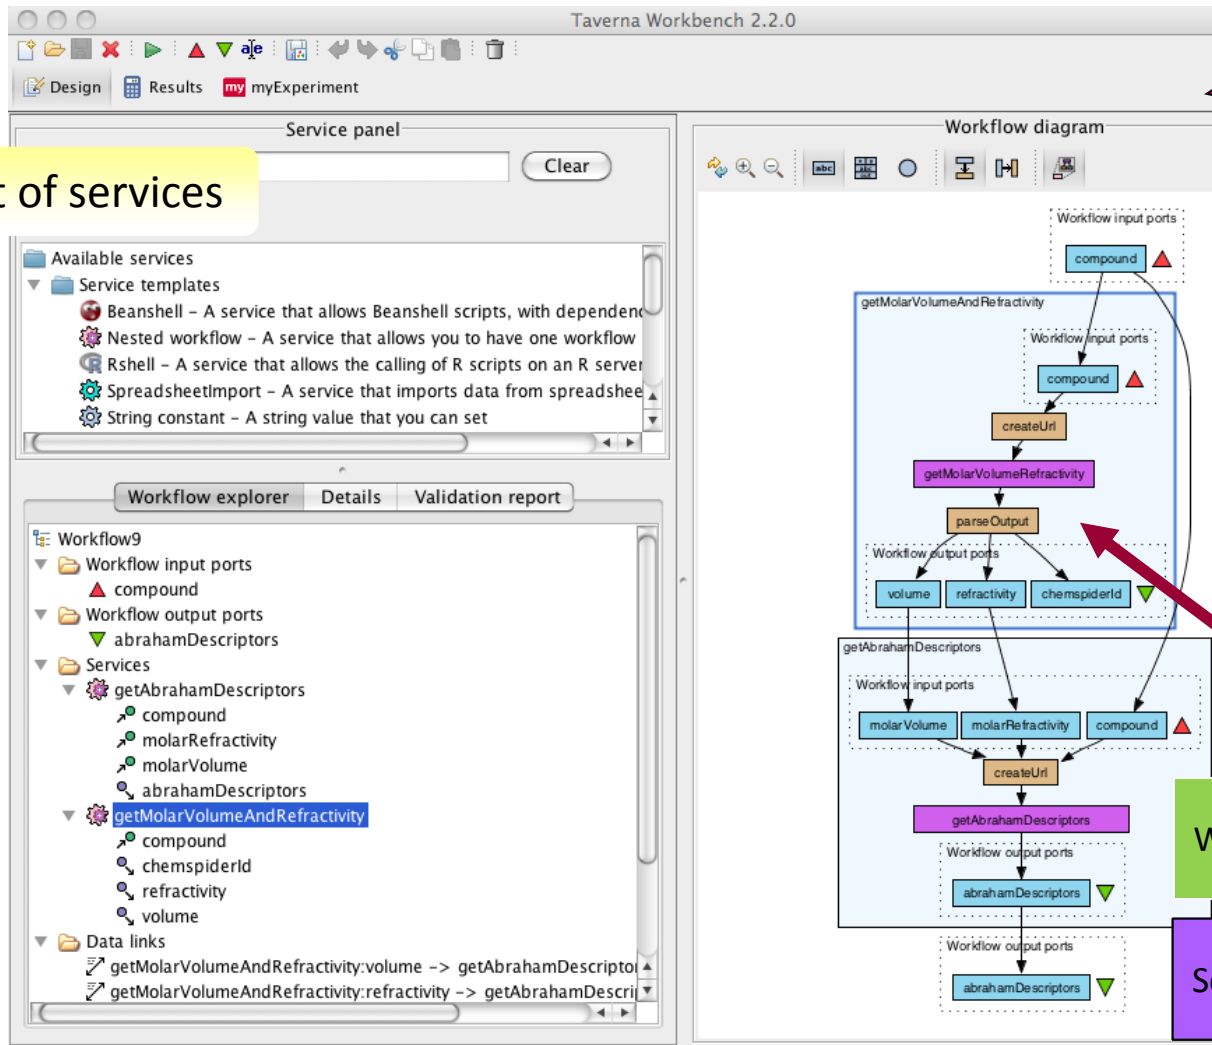 Taverna Workbench 2.2.0
Design
Results
my myExperiment
Service panel
Clear
of services
Available services
Service templates
Beanshell – A service that allows Beanshell scripts, with dependenc
Nested workflow – A service that allows you to have one workflow
Rshell – A service that allows the calling of R scripts on an R server
SpreadsheetImport – A service that imports data from spreadshee
String constant – A string value that you can set
Workflow explorer
Details
Validation report
Workflow9
Workflow input ports
compound
Workflow output ports
abrahamDescriptors
Services
getAbrahamDescriptors
compound
molarRefractivity
molarVolume
abrahamDescriptors
getMolarVolumeAndRefractivity
compound
chemspiderId
refractivity
volume
Data links
getMolarVolumeAndRefractivity:volume -> getAbrahamDescriptor
getMolarVolumeAndRefractivity:refractivity -> getAbrahamDescri
Workflow diagram
abc
Workflow input ports
compound
getMolarVolumeAndRefractivity
Workflow input ports
compound
createUrl
getMolarVolumeRefractivity
parseOutput
Workflow output ports
volume
refractivity
chemspiderId
getAbrahamDescriptors
Workflow input ports
molarVolume
molarRefractivity
compound
createUrl
getAbrahamDescriptors
Workflow output ports
abrahamDescriptors
Workflow output ports
abrahamDescriptors